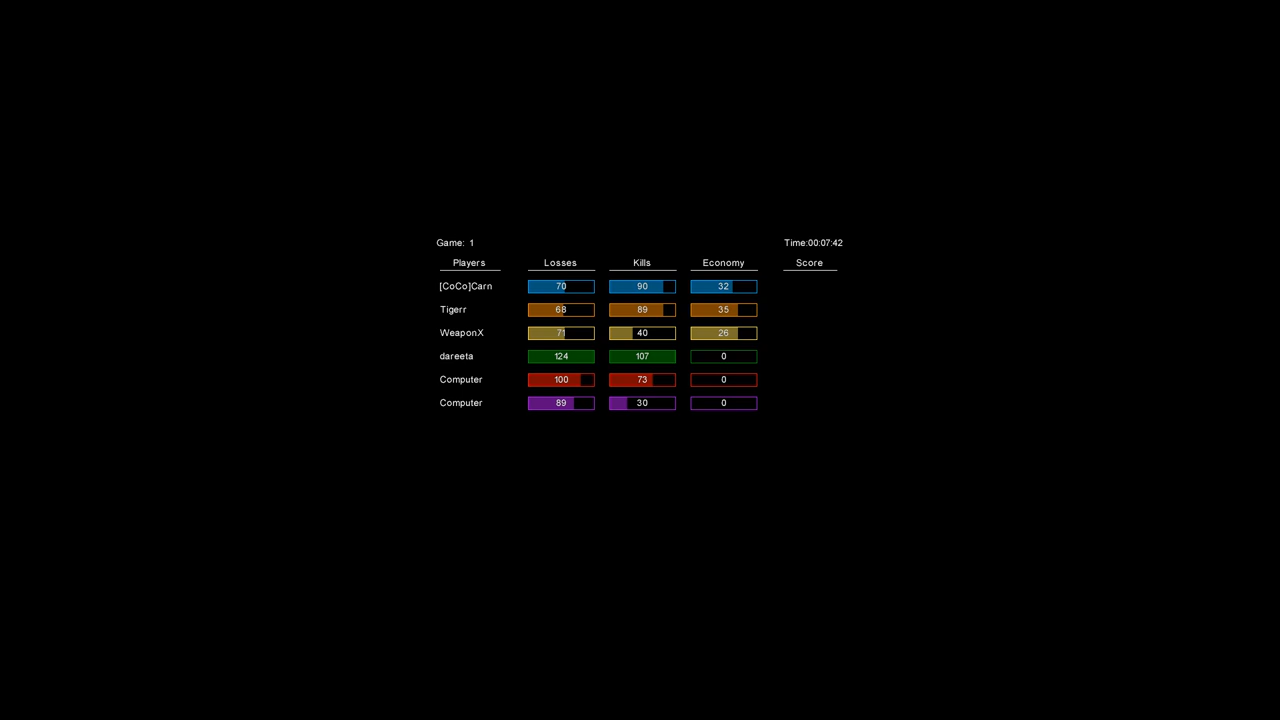 Game: 1 Time:00:07:42
Players Losses Kills Economy Score
[CoCo]Carn 70 90 32
Tigerr 68 89 35
WeaponX 71 40 26
dareeta 124 107 0
Computer 100 73 0
Computer 89 30 0